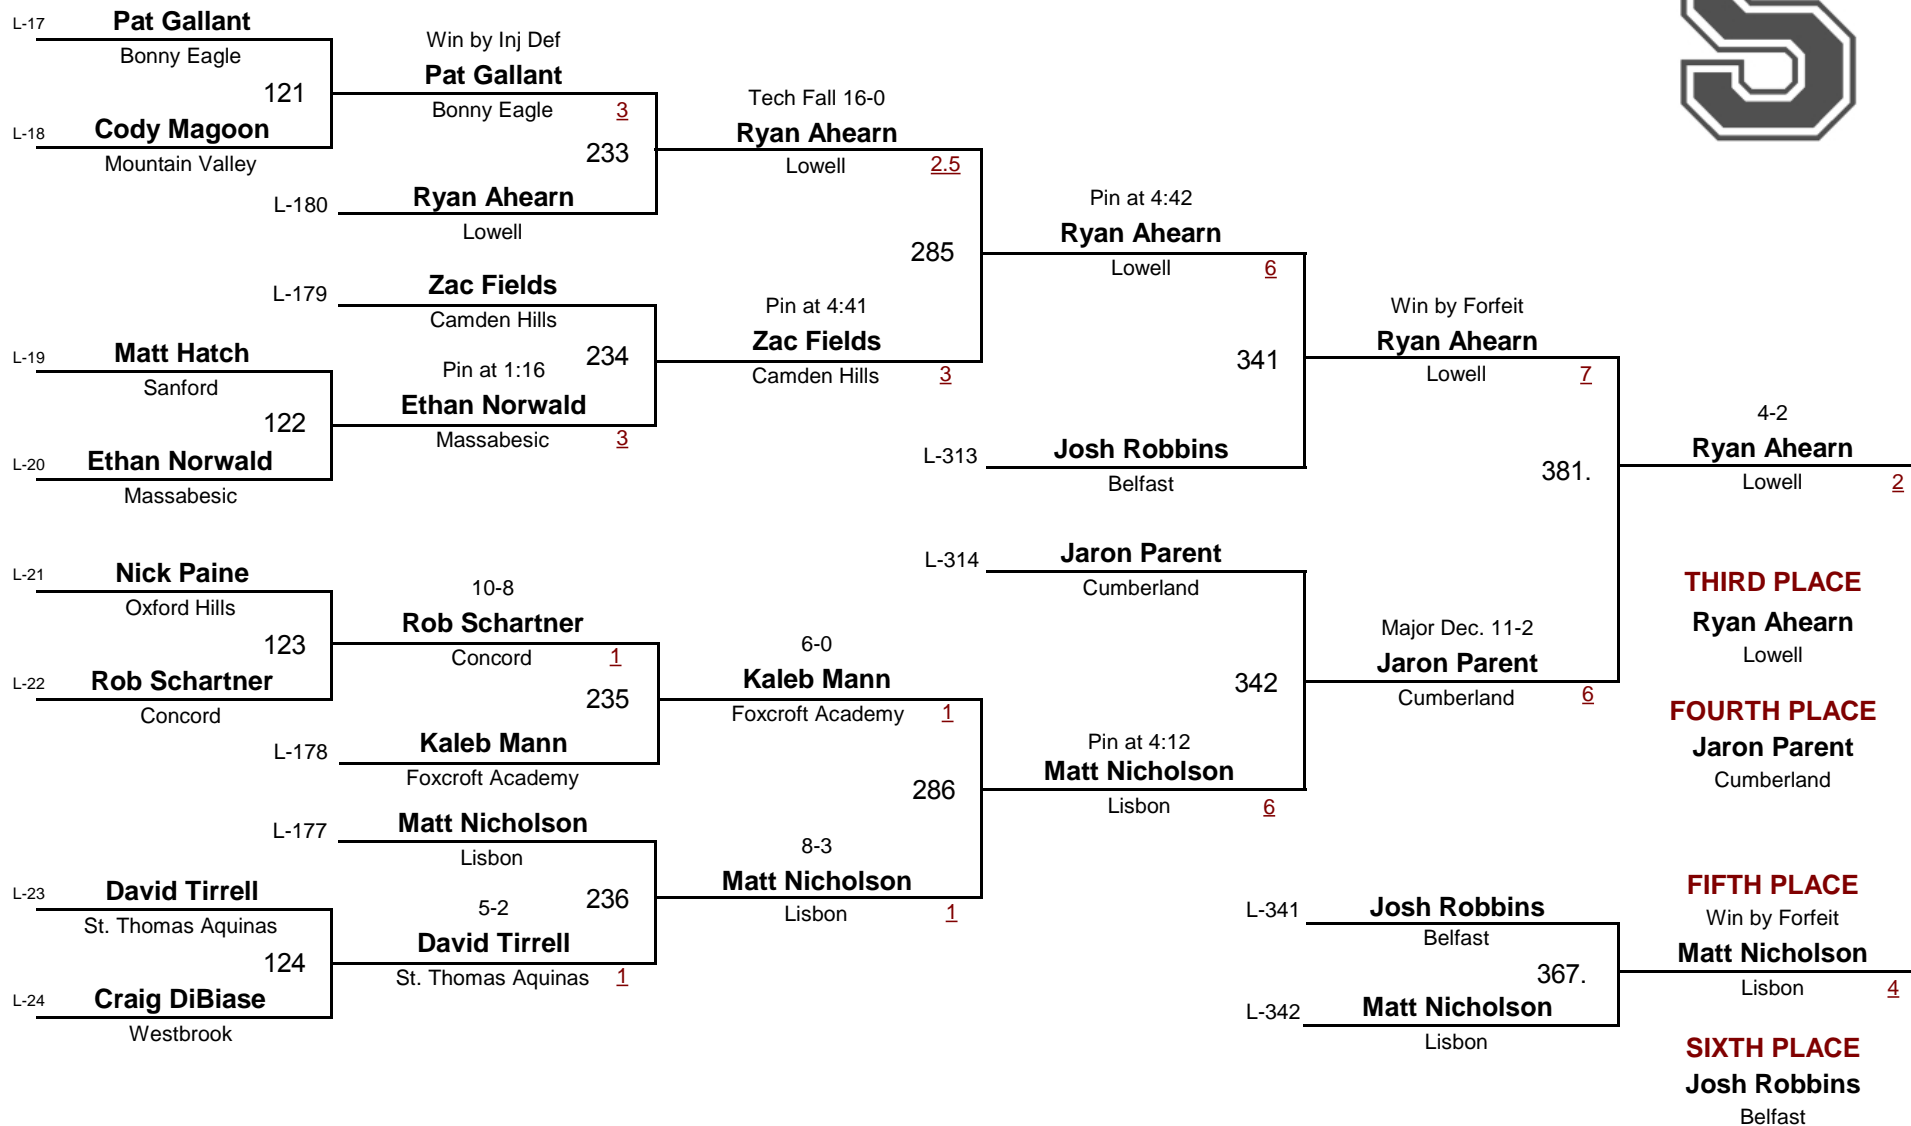 L-17
Pat Gallant
Bonny Eagle
121
L-18
Cody Magoon
Mountain Valley
Win by Inj Def
Pat Gallant
Bonny Eagle 3
233
L-180
Ryan Ahearn
Lowell
Tech Fall 16-0
Ryan Ahearn
Lowell 2.5
L-179
Zac Fields
Camden Hills
234
L-19
Matt Hatch
Sanford
122
L-20
Ethan Norwald
Massabesic
Pin at 1:16
Ethan Norwald
Massabesic 3
Pin at 4:41
Zac Fields
Camden Hills 3
285
Pin at 4:42
Ryan Ahearn
Lowell 6
341
L-313
Josh Robbins
Belfast
Win by Forfeit
Ryan Ahearn
Lowell 7
381.
4-2
Ryan Ahearn
Lowell 2
L-21
Nick Paine
Oxford Hills
123
L-22
Rob Schartner
Concord
10-8
Rob Schartner
Concord 1
235
L-178
Kaleb Mann
Foxcroft Academy
6-0
Kaleb Mann
Foxcroft Academy 1
286
L-177
Matt Nicholson
Lisbon
236
L-23
David Tirrell
St. Thomas Aquinas
124
L-24
Craig DiBiase
Westbrook
5-2
David Tirrell
St. Thomas Aquinas 1
8-3
Matt Nicholson
Lisbon 1
L-314
Jaron Parent
Cumberland
342
Pin at 4:12
Matt Nicholson
Lisbon 6
Major Dec. 11-2
Jaron Parent
Cumberland 6
THIRD PLACE
Ryan Ahearn
Lowell
FOURTH PLACE
Jaron Parent
Cumberland
L-341
Josh Robbins
Belfast
367.
L-342
Matt Nicholson
Lisbon
FIFTH PLACE
Win by Forfeit
Matt Nicholson
Lisbon 4
SIXTH PLACE
Josh Robbins
Belfast